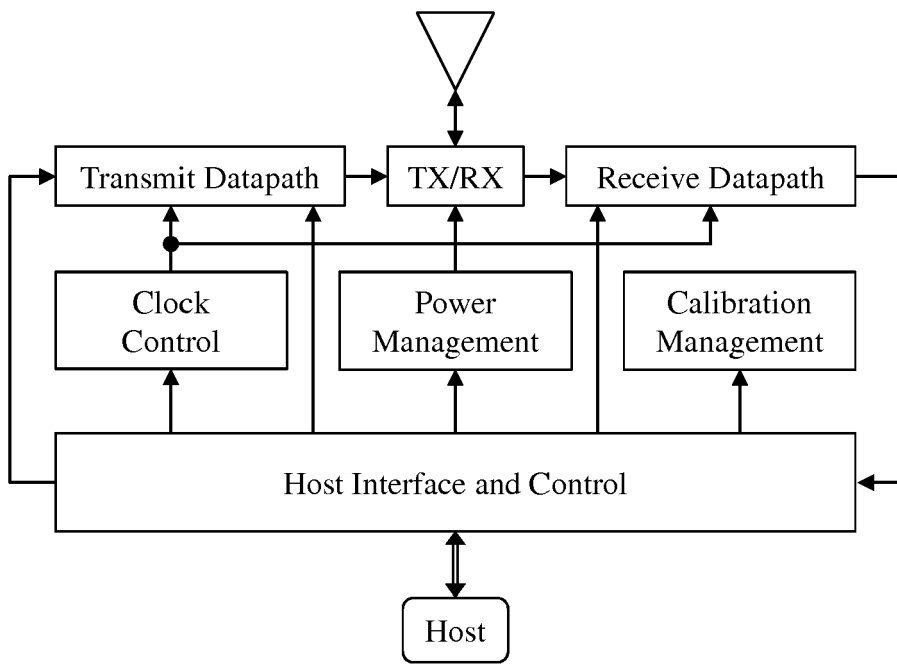 Transmit Datapath
TX/RX
Receive Datapath
Clock
Control
Power
Management
Calibration
Management
Host Interface and Control
Host